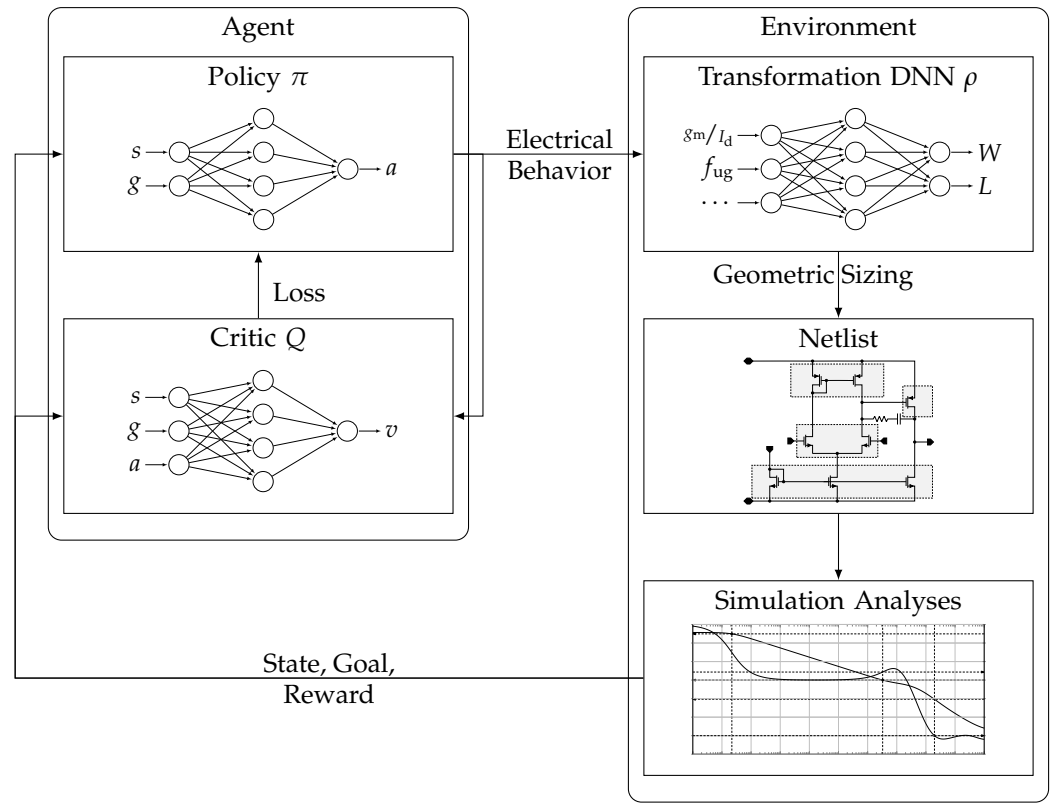 Agent
Policy π
s
g
a
Loss
Critic Q
s
g
a
v
Electrical
Behavior
Environment
Transformation DNN ρ
gm/Id
fug
...
W
L
Geometric Sizing
Netlist
Simulation Analyses
State, Goal,
Reward